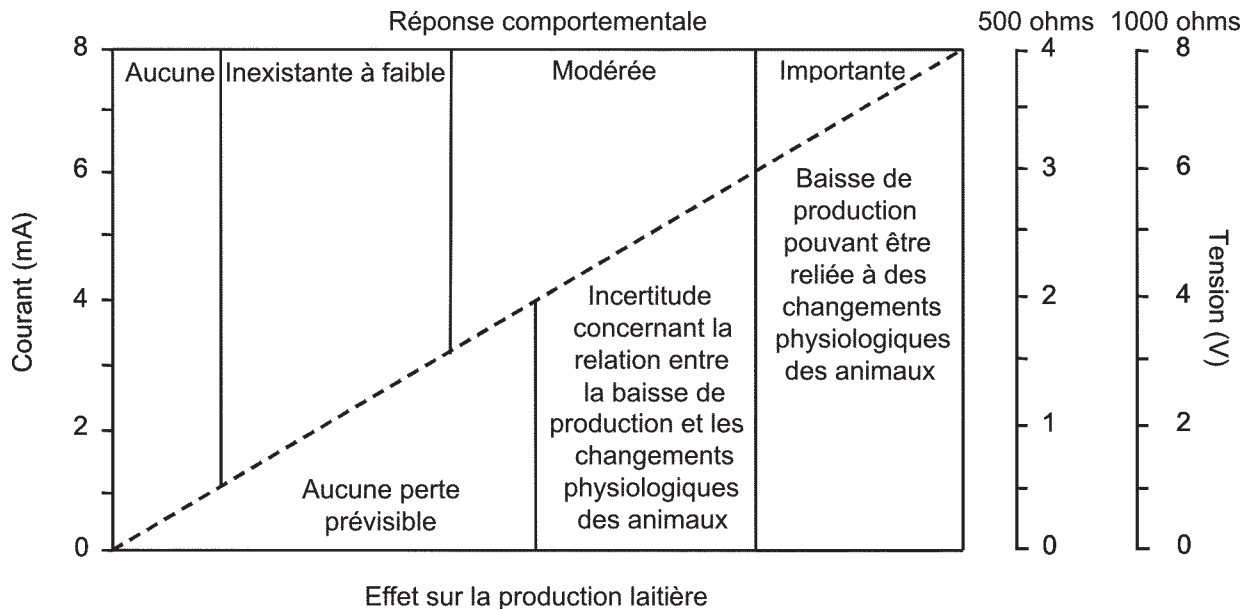 Réponse comportementale
500 ohms 1000 ohms
Aucune
Inexistante à faible
Modérée
Importante
Courant (mA)
8
6
4
2
0
Aucune perte
prévisible
Incertitude
concernant la
relation entre
la baisse de
production et les
changements
physiologiques
des animaux
Baisse de
production
pouvant être
reliée à des
changements
physiologiques
des animaux
4
3
2
1
0
8
6
4
2
0
Tension (V)
Effet sur la production laitière